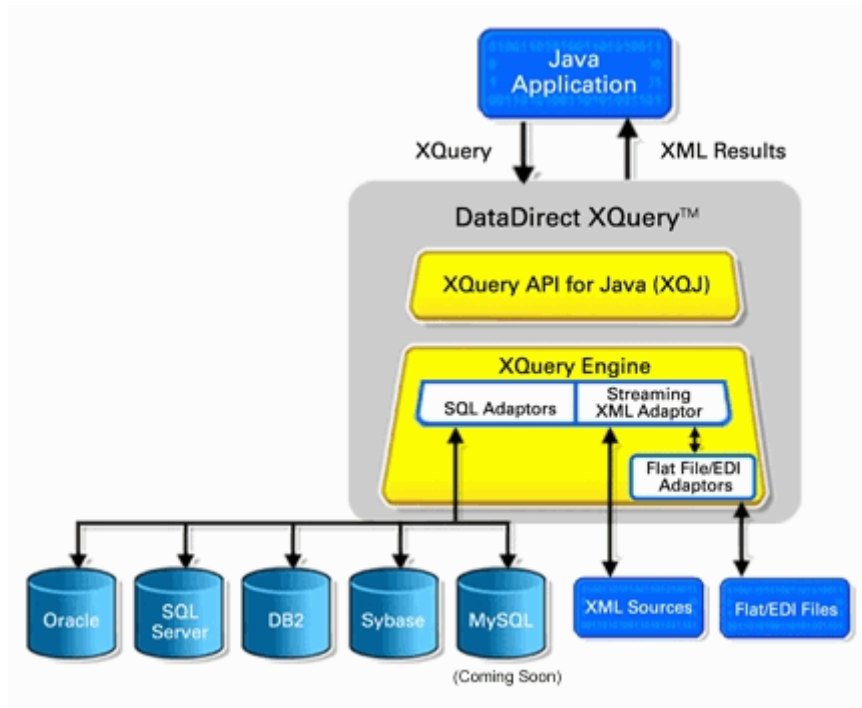 Java
Application
XQuery
XML Results
DataDirect XQuery™
XQuery API for Java (XQJ)
XQuery Engine
SQL Adaptors
Streaming
XML Adaptor
Flat File/EDI
Adaptors
Oracle
SQL
Server
DB2
Sybase
MySQL
XML Sources
Flat/EDI Files
(Coming Soon)